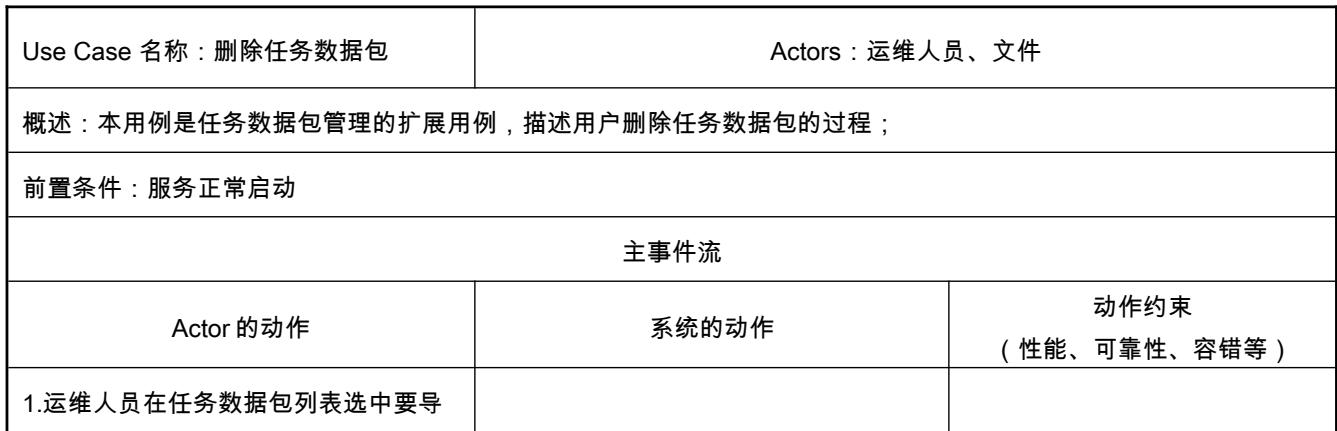 Use Case 名称：删除任务数据包
Actors：运维人员、文件
概述：本用例是任务数据包管理的扩展用例，描述用户删除任务数据包的过程；
前置条件：服务正常启动
主事件流
Actor 的动作
系统的动作
动作约束
（性能、可靠性、容错等）
1.运维人员在任务数据包列表选中要导